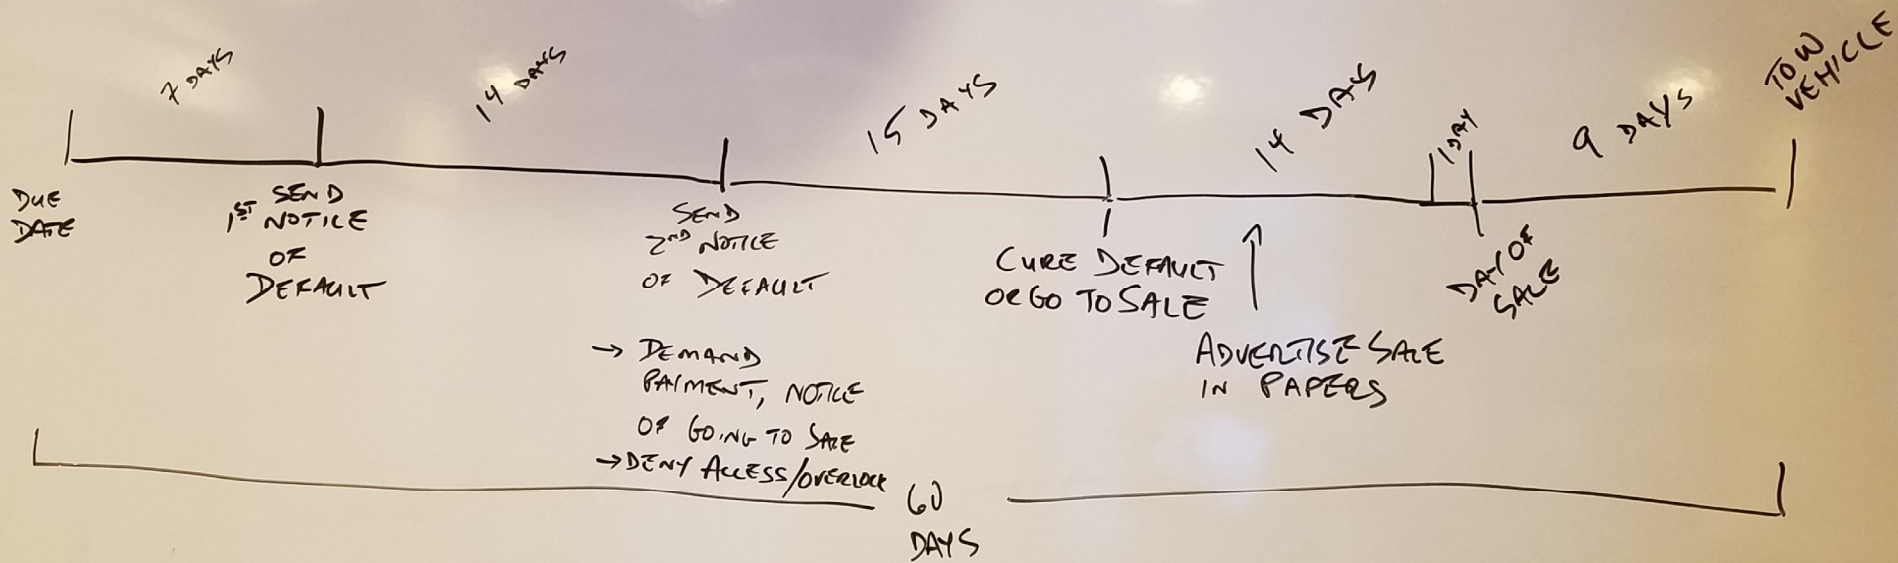 7 DAYS
14 DAYS
15 DAYS
14 DAYS
1 DAY
9 DAYS
TOW
VEHICLE
DUE
DATE
SEND
1ST NOTICE
OF
DEFAULT
SEND
2ND NOTICE
OF DEFAULT
→ DEMAND
PAYMENT, NOTICE
OF GOING TO SALE
→ DENY ACCESS/OVERLOCK
CURE DEFAULT
OR GO TO SALE
ADVERTISE SALE
IN PAPERS
DAY OF
SALE
60
DAYS